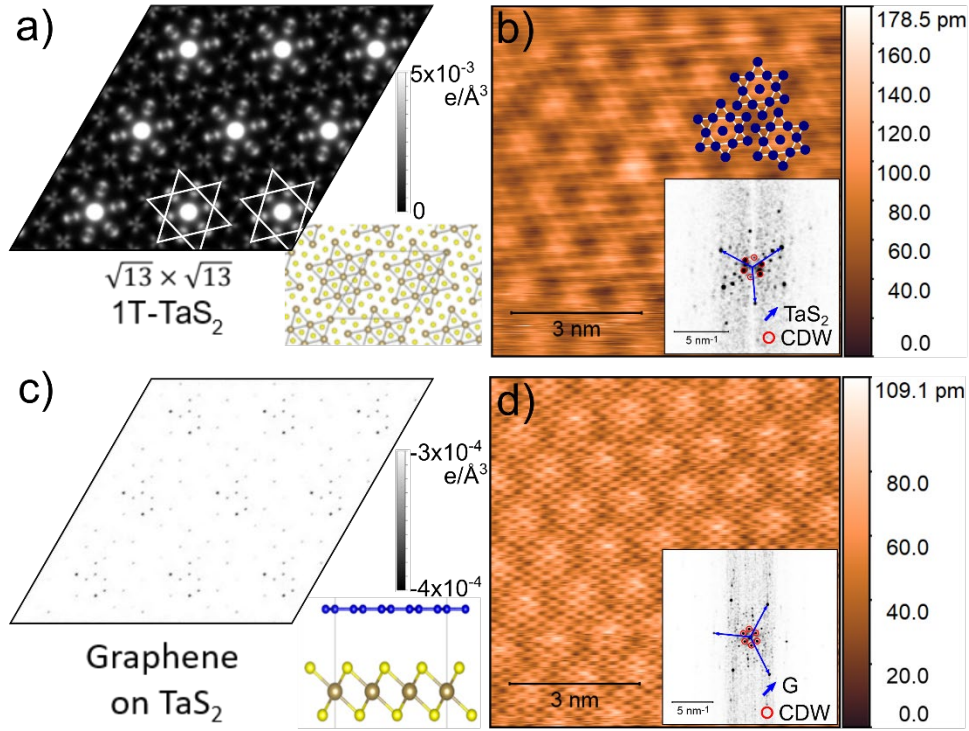 a)
5x10⁻³
e/Å³
0
√13 × √13
1T-TaS₂
b)
3 nm
5 nm⁻¹
TaS₂
CDW
178.5 pm
160.0
140.0
120.0
100.0
80.0
60.0
40.0
0.0
c)
-3x10⁻⁴
e/Å³
-4x10⁻⁴
Graphene
on TaS₂
d)
3 nm
5 nm⁻¹
G
CDW
109.1 pm
80.0
60.0
40.0
20.0
0.0